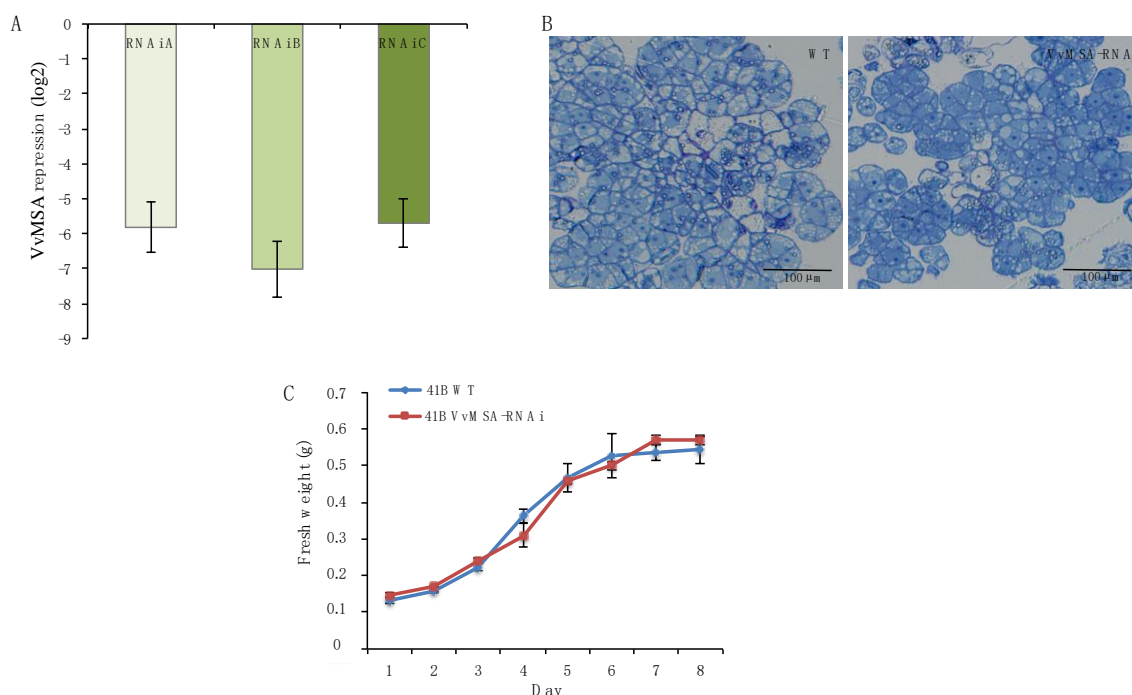 A
VvMSA repression (log2)
0
-1
-2
-3
-4
-5
-6
-7
-8
-9
RNAiA
RNAiB
RNAiC
B
WT
100 µm
VvMSA-RNA
100 µm
C
Fresh weight (g)
0.7
0.6
0.5
0.4
0.3
0.2
0.1
0
41B WT
41B VvMSA-RNAi
1 2 3 4 5 6 7 8
Day